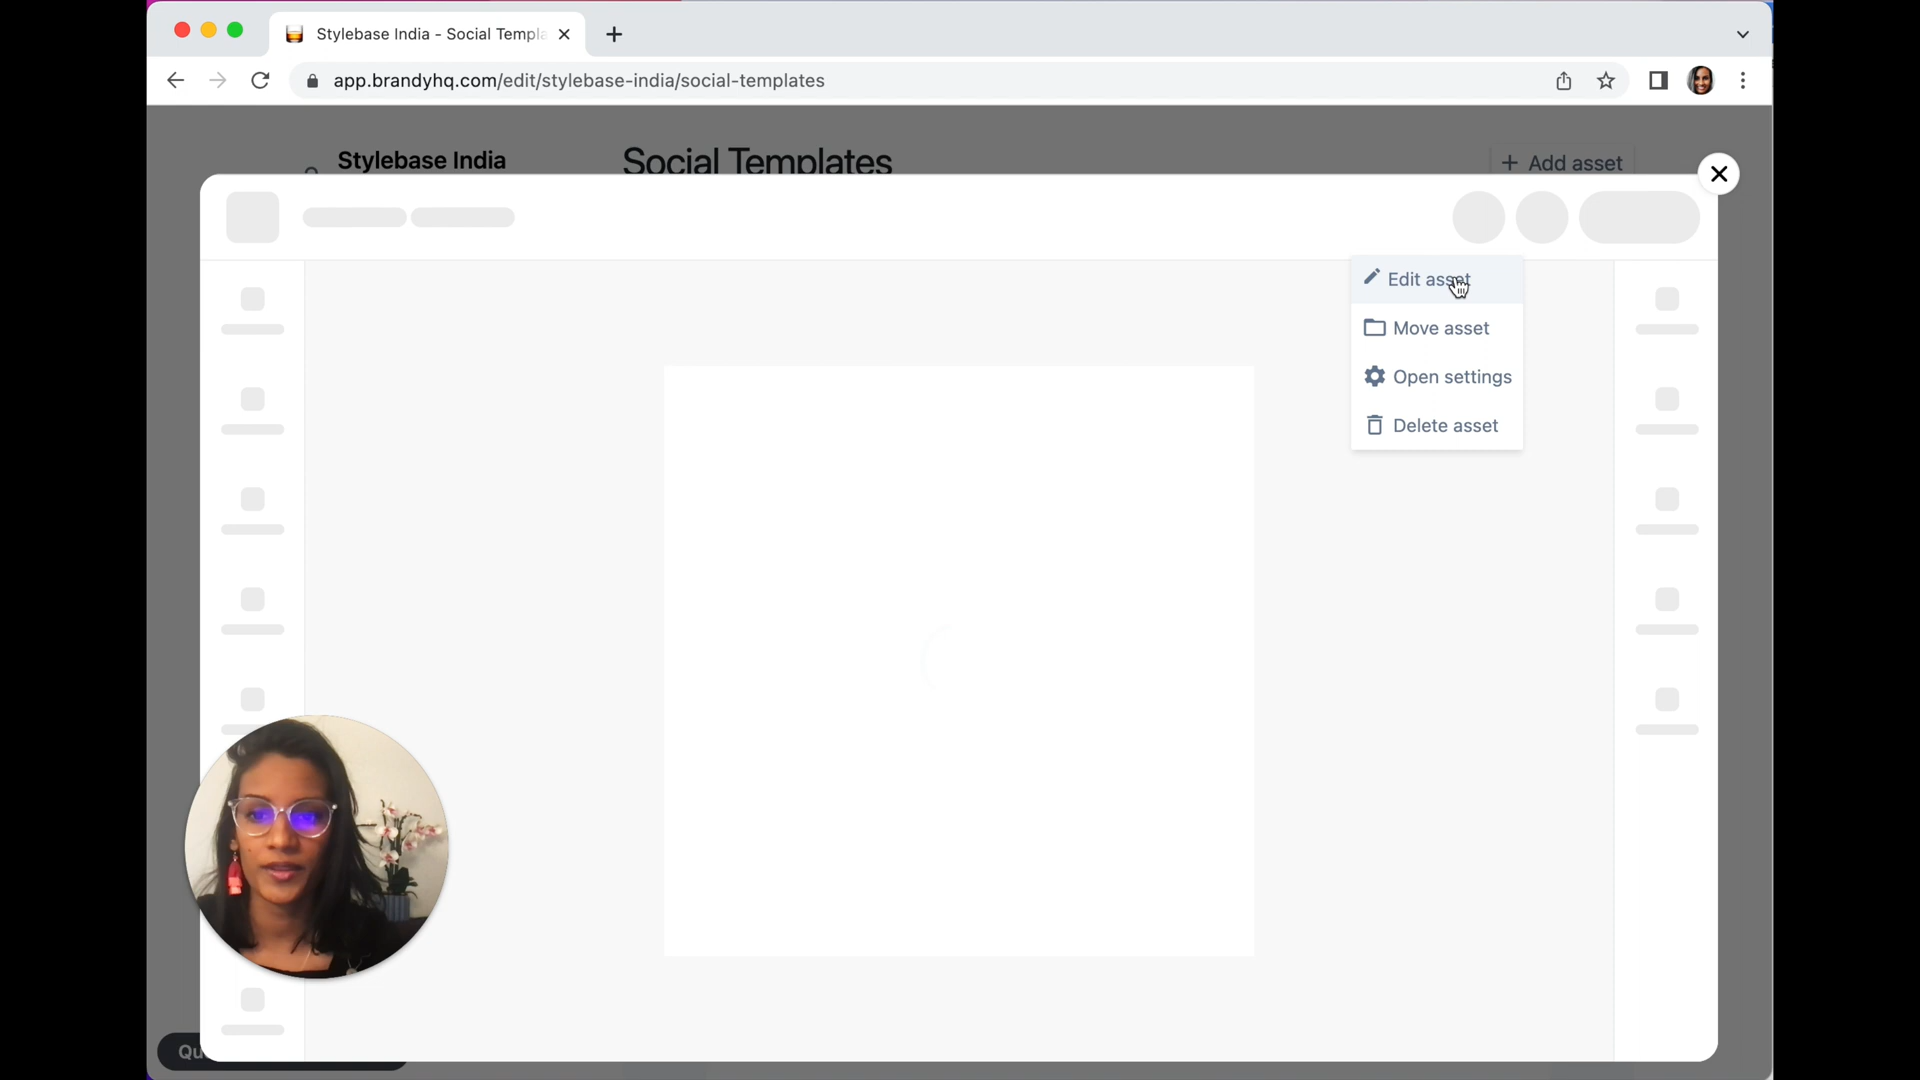 Stylebase India - Social Templa
app.brandyhq.com/edit/stylebase-india/social-templates
Stylebase India
Social Templates
+ Add asset
Edit asset
Move asset
Open settings
Delete asset